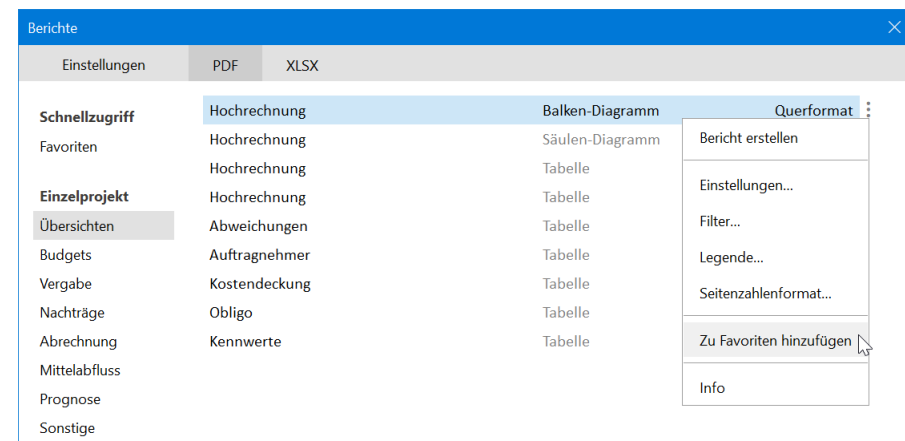 Berichte
Einstellungen PDF XLSX
Schnellzugriff
Favoriten
Einzelprojekt
Übersichten
Budgets
Vergabe
Nachträge
Abrechnung
Mittelabfluss
Prognose
Sonstige
Hochrechnung Balken-Diagramm Querformat
Hochrechnung Säulen-Diagramm
Hochrechnung Tabelle
Hochrechnung Tabelle
Abweichungen Tabelle
Auftragnehmer Tabelle
Kostendeckung Tabelle
Obligo Tabelle
Kennwerte Tabelle
Bericht erstellen
Einstellungen...
Filter...
Legende...
Seitenzahlenformat...
Zu Favoriten hinzufügen
Info